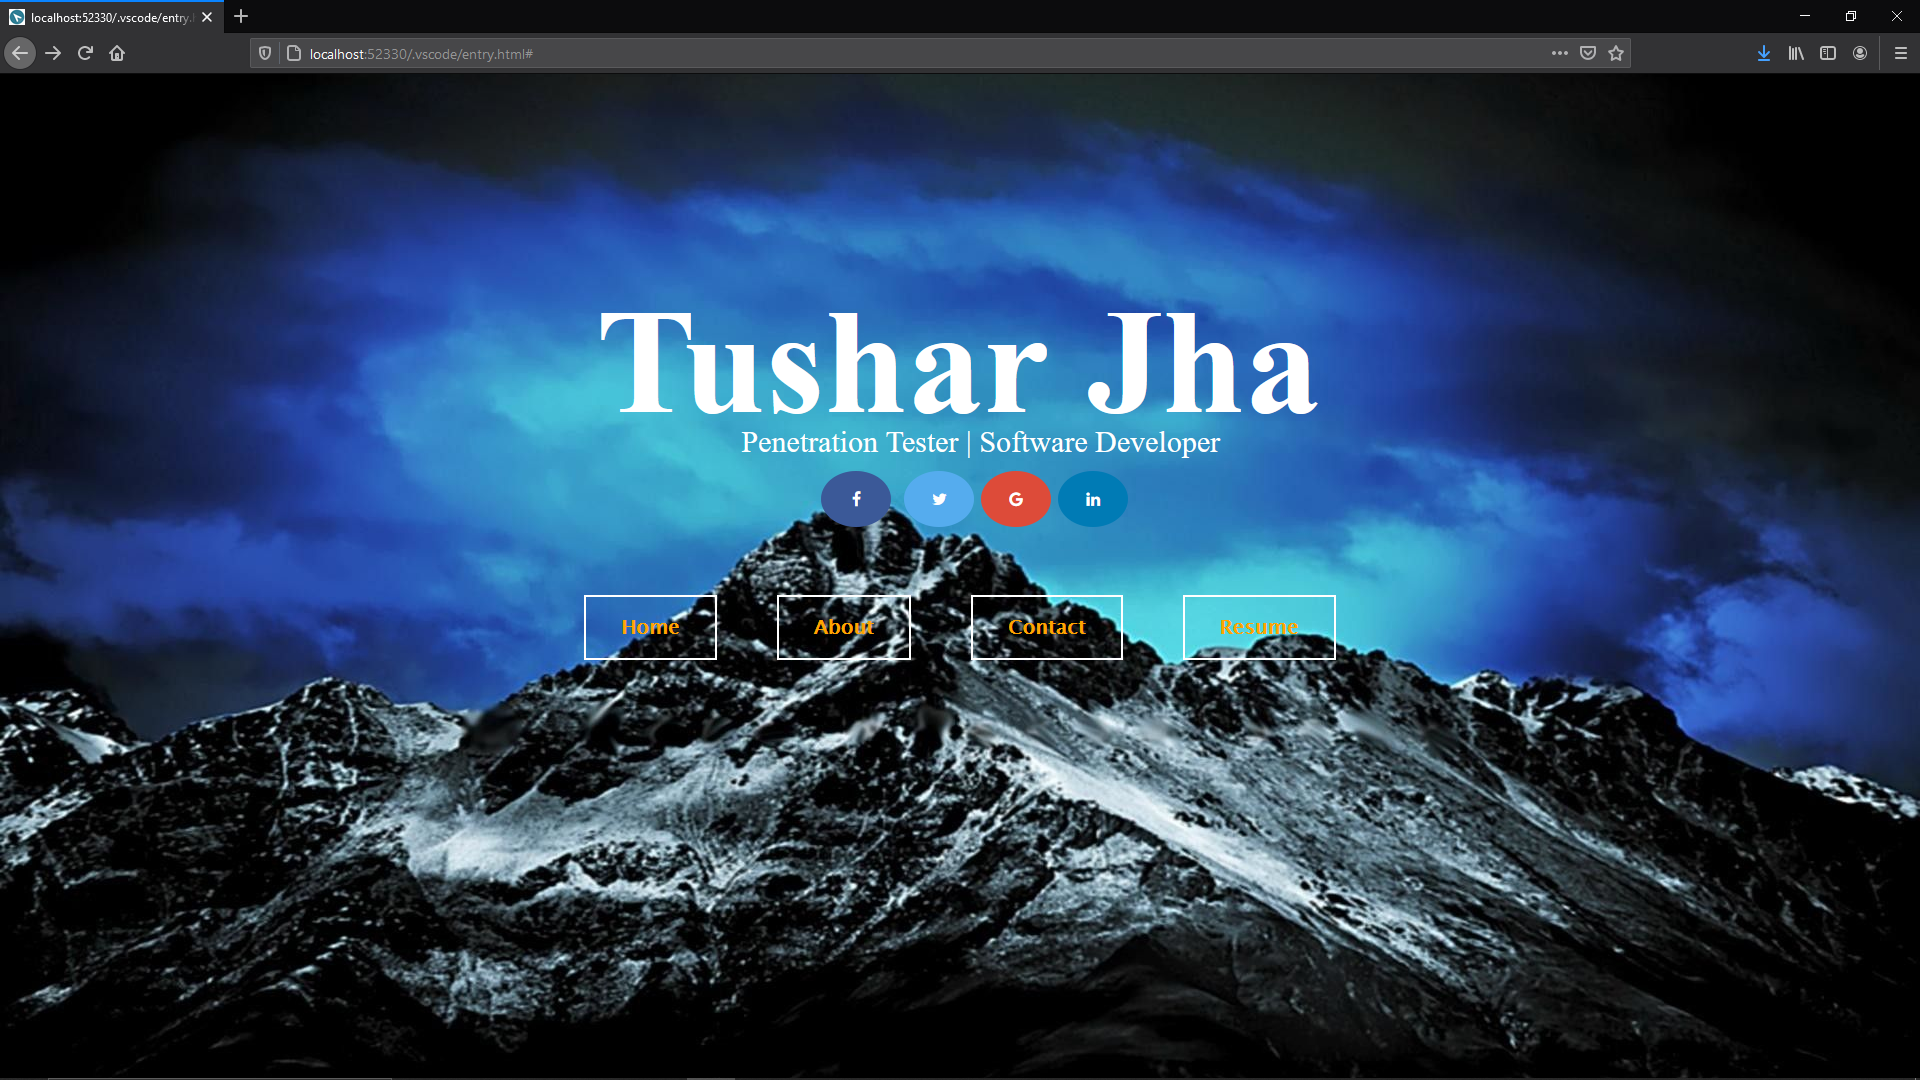 localhost:52330/.vscode/entry.
localhost:52330/.vscode/entry.html#
Tushar Jha
Penetration Tester | Software Developer
f G in
Home About Contact Resume